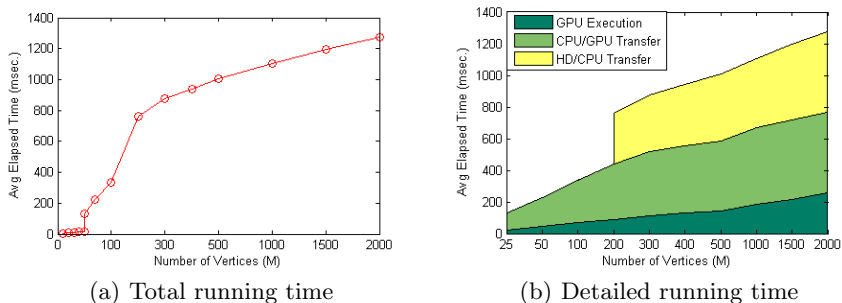 1400
1200
1000
800
600
400
200
0
Avg Elapsed Time (msec.)
100 300 500 1000 1500 2000
Number of Vertices (M)
(a) Total running time
1400
1200
1000
800
600
400
200
0
Avg Elapsed Time (msec.)
GPU Execution
CPU/GPU Transfer
HD/CPU Transfer
25 50 100 200 300 400 500 1000 1500 2000
Number of Vertices (M)
(b) Detailed running time